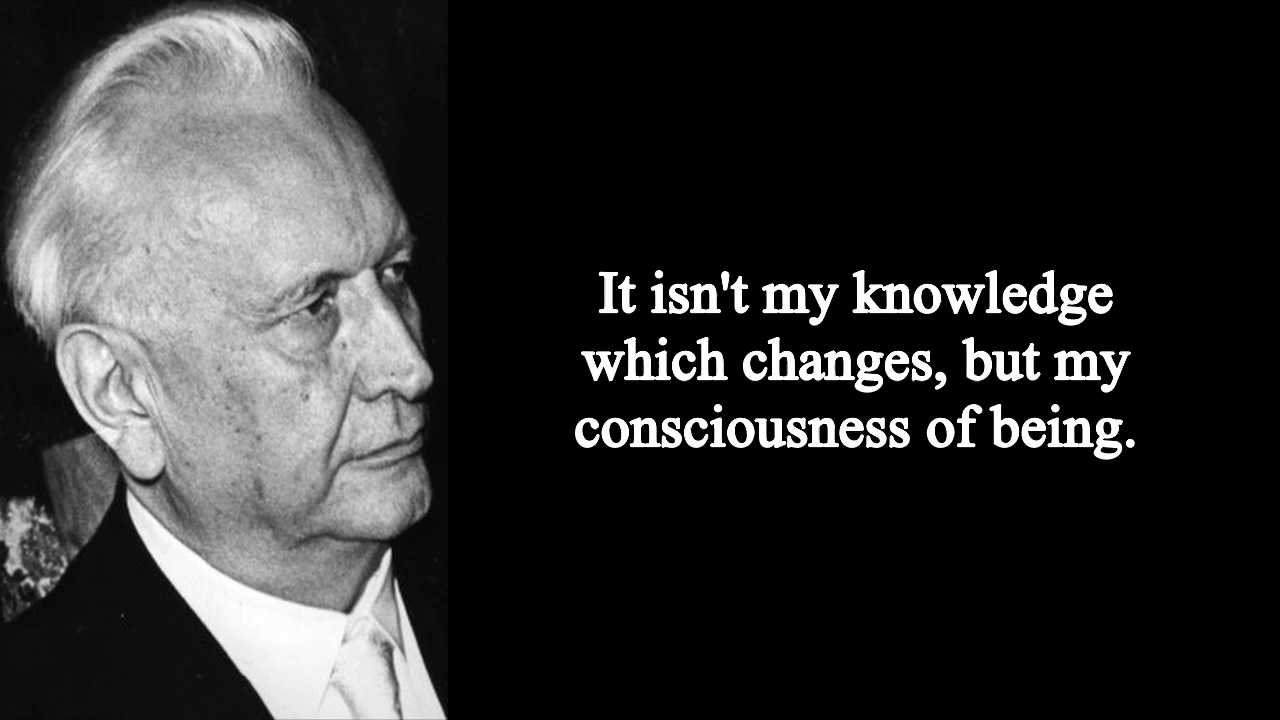 It isn't my knowledge
which changes, but my
consciousness of being.